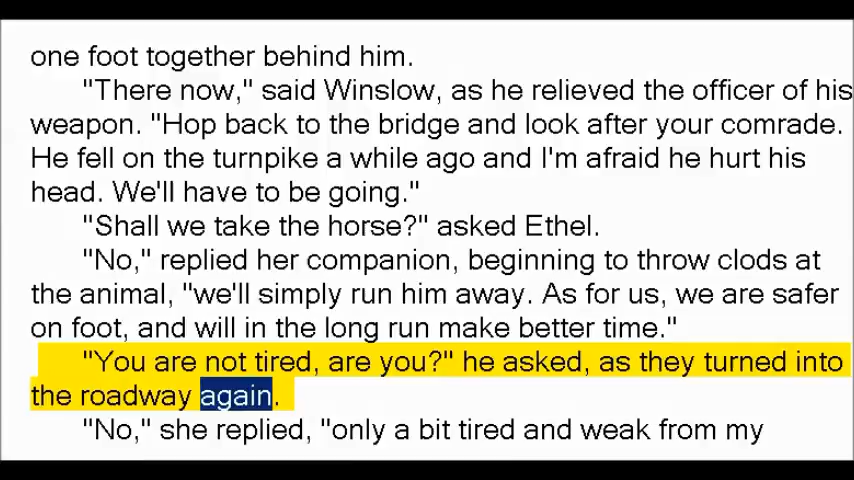 one foot together behind him.
"There now," said Winslow, as he relieved the officer of his
weapon. "Hop back to the bridge and look after your comrade.
He fell on the turnpike a while ago and I'm afraid he hurt his
head. We'll have to be going."
"Shall we take the horse?" asked Ethel.
"No," replied her companion, beginning to throw clods at
the animal, "we'll simply run him away. As for us, we are safer
on foot, and will in the long run make better time."
"You are not tired, are you?" he asked, as they turned into
the roadway again.
"No," she replied, "only a bit tired and weak from my